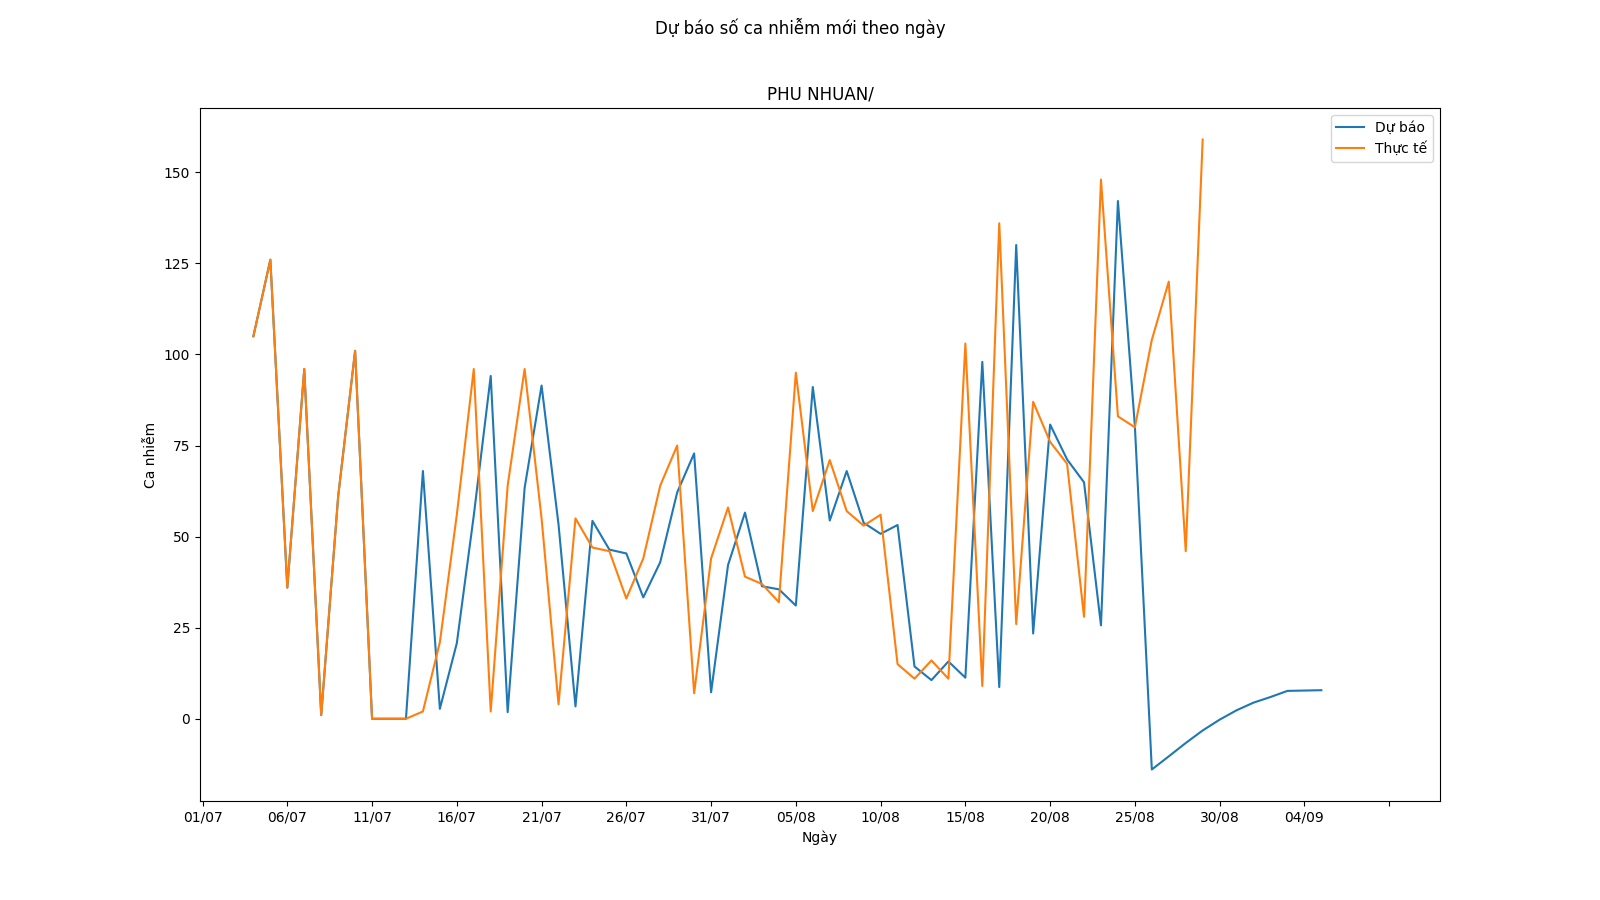 Dự báo số ca nhiễm mới theo ngày
PHU NHUAN/
Dự báo
Thực tế
150
125
100
75
50
25
0
Ca nhiễm
01/07 06/07 11/07 16/07 21/07 26/07 31/07 05/08 10/08 15/08 20/08 25/08 30/08 04/09
Ngày